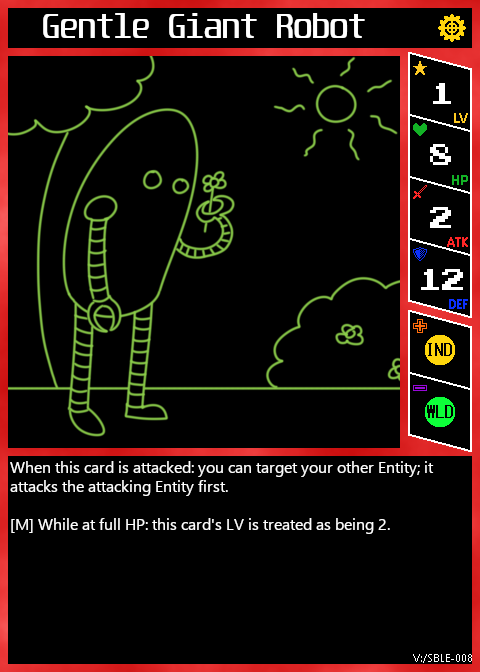 Gentle Giant Robot
1
LV
8
HP
2
ATK
12
DEF
IND
WLD
When this card is attacked: you can target your other Entity; it
attacks the attacking Entity first.
[M] While at full HP: this card's LV is treated as being 2.
V:/SBLE-008